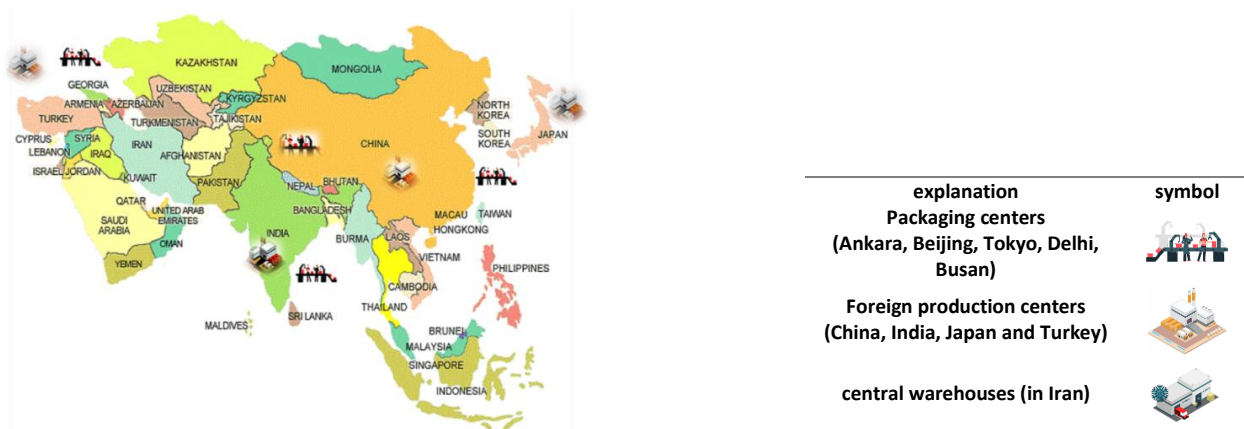 KAZAKHSTAN
MONGOLIA
GEORGIA
UZBEKISTAN
KYRGYZSTAN
ARMENIA
AZERBAIJAN
NORTH
KOREA
TURKEY
TURKMENISTAN
TAJIKISTAN
SOUTH
KOREA
JAPAN
CYPRUS
SYRIA
IRAN
CHINA
LEBANON
IRAQ
AFGHANISTAN
ISRAEL
JORDAN
KUWAIT
PAKISTAN
NEPAL
BHUTAN
QATAR
UNITED ARAB
EMIRATES
BANGLADESH
MACAU
TAIWAN
SAUDI
ARABIA
HONGKONG
OMAN
INDIA
BURMA
LAOS
YEMEN
VIETNAM
PHILIPPINES
CAMBODIA
THAILAND
SRI LANKA
MALDIVES
BRUNEI
MALAYSIA
SINGAPORE
INDONESIA
explanation symbol
Packaging centers
(Ankara, Beijing, Tokyo, Delhi,
Busan)
Foreign production centers
(China, India, Japan and Turkey)
central warehouses (in Iran)